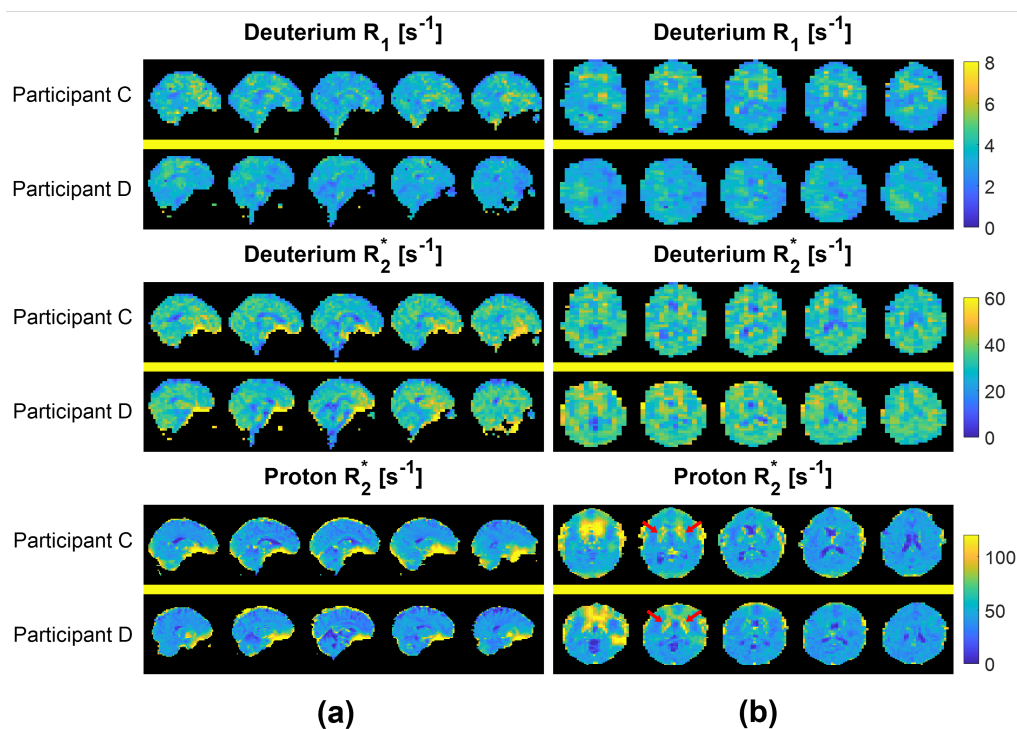 Deuterium R1 [s-1] Deuterium R1 [s-1]
Participant C
8
6
Participant D
4
2
0
Deuterium R2* [s-1] Deuterium R2* [s-1]
Participant C
60
40
Participant D
20
0
Proton R2* [s-1] Proton R2* [s-1]
Participant C
100
50
Participant D
0
(a) (b)